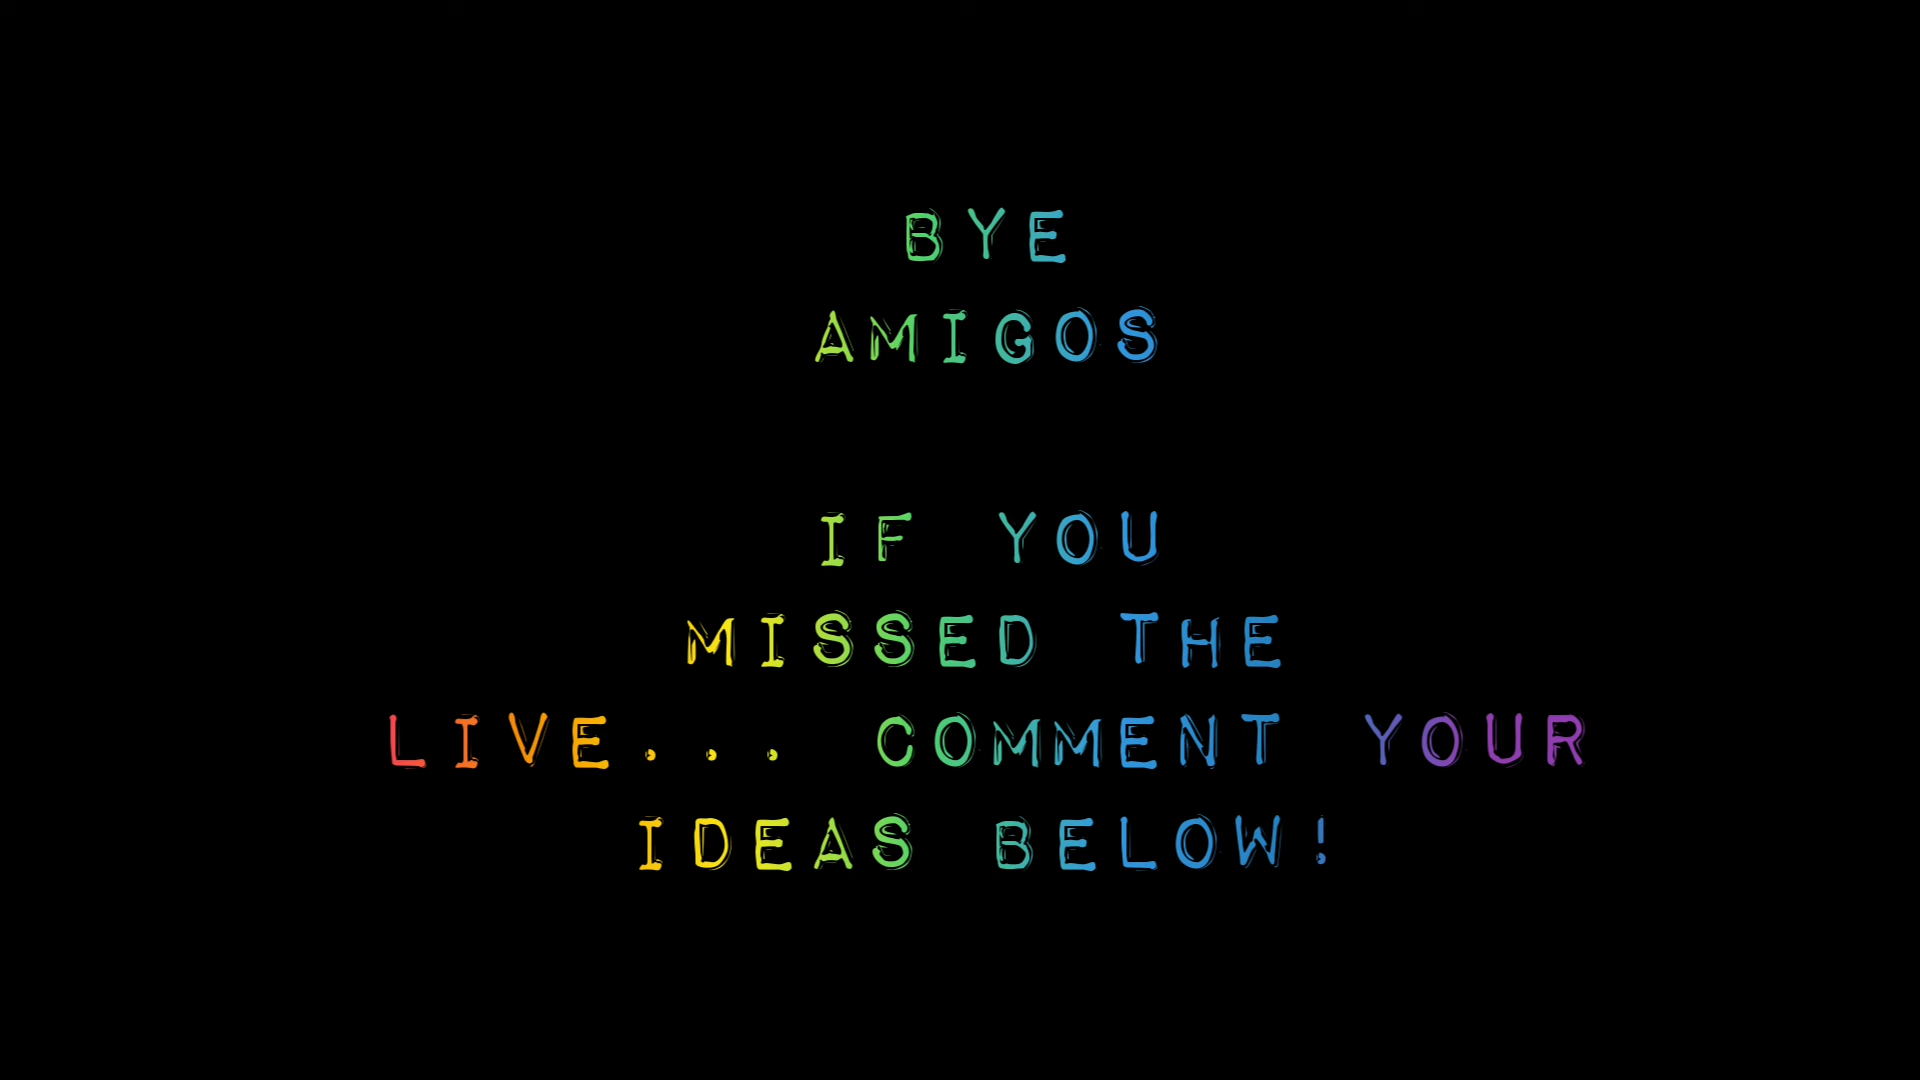 BYE
AMIGOS
IF YOU
MISSED THE
LIVE... COMMENT YOUR
IDEAS BELOW!